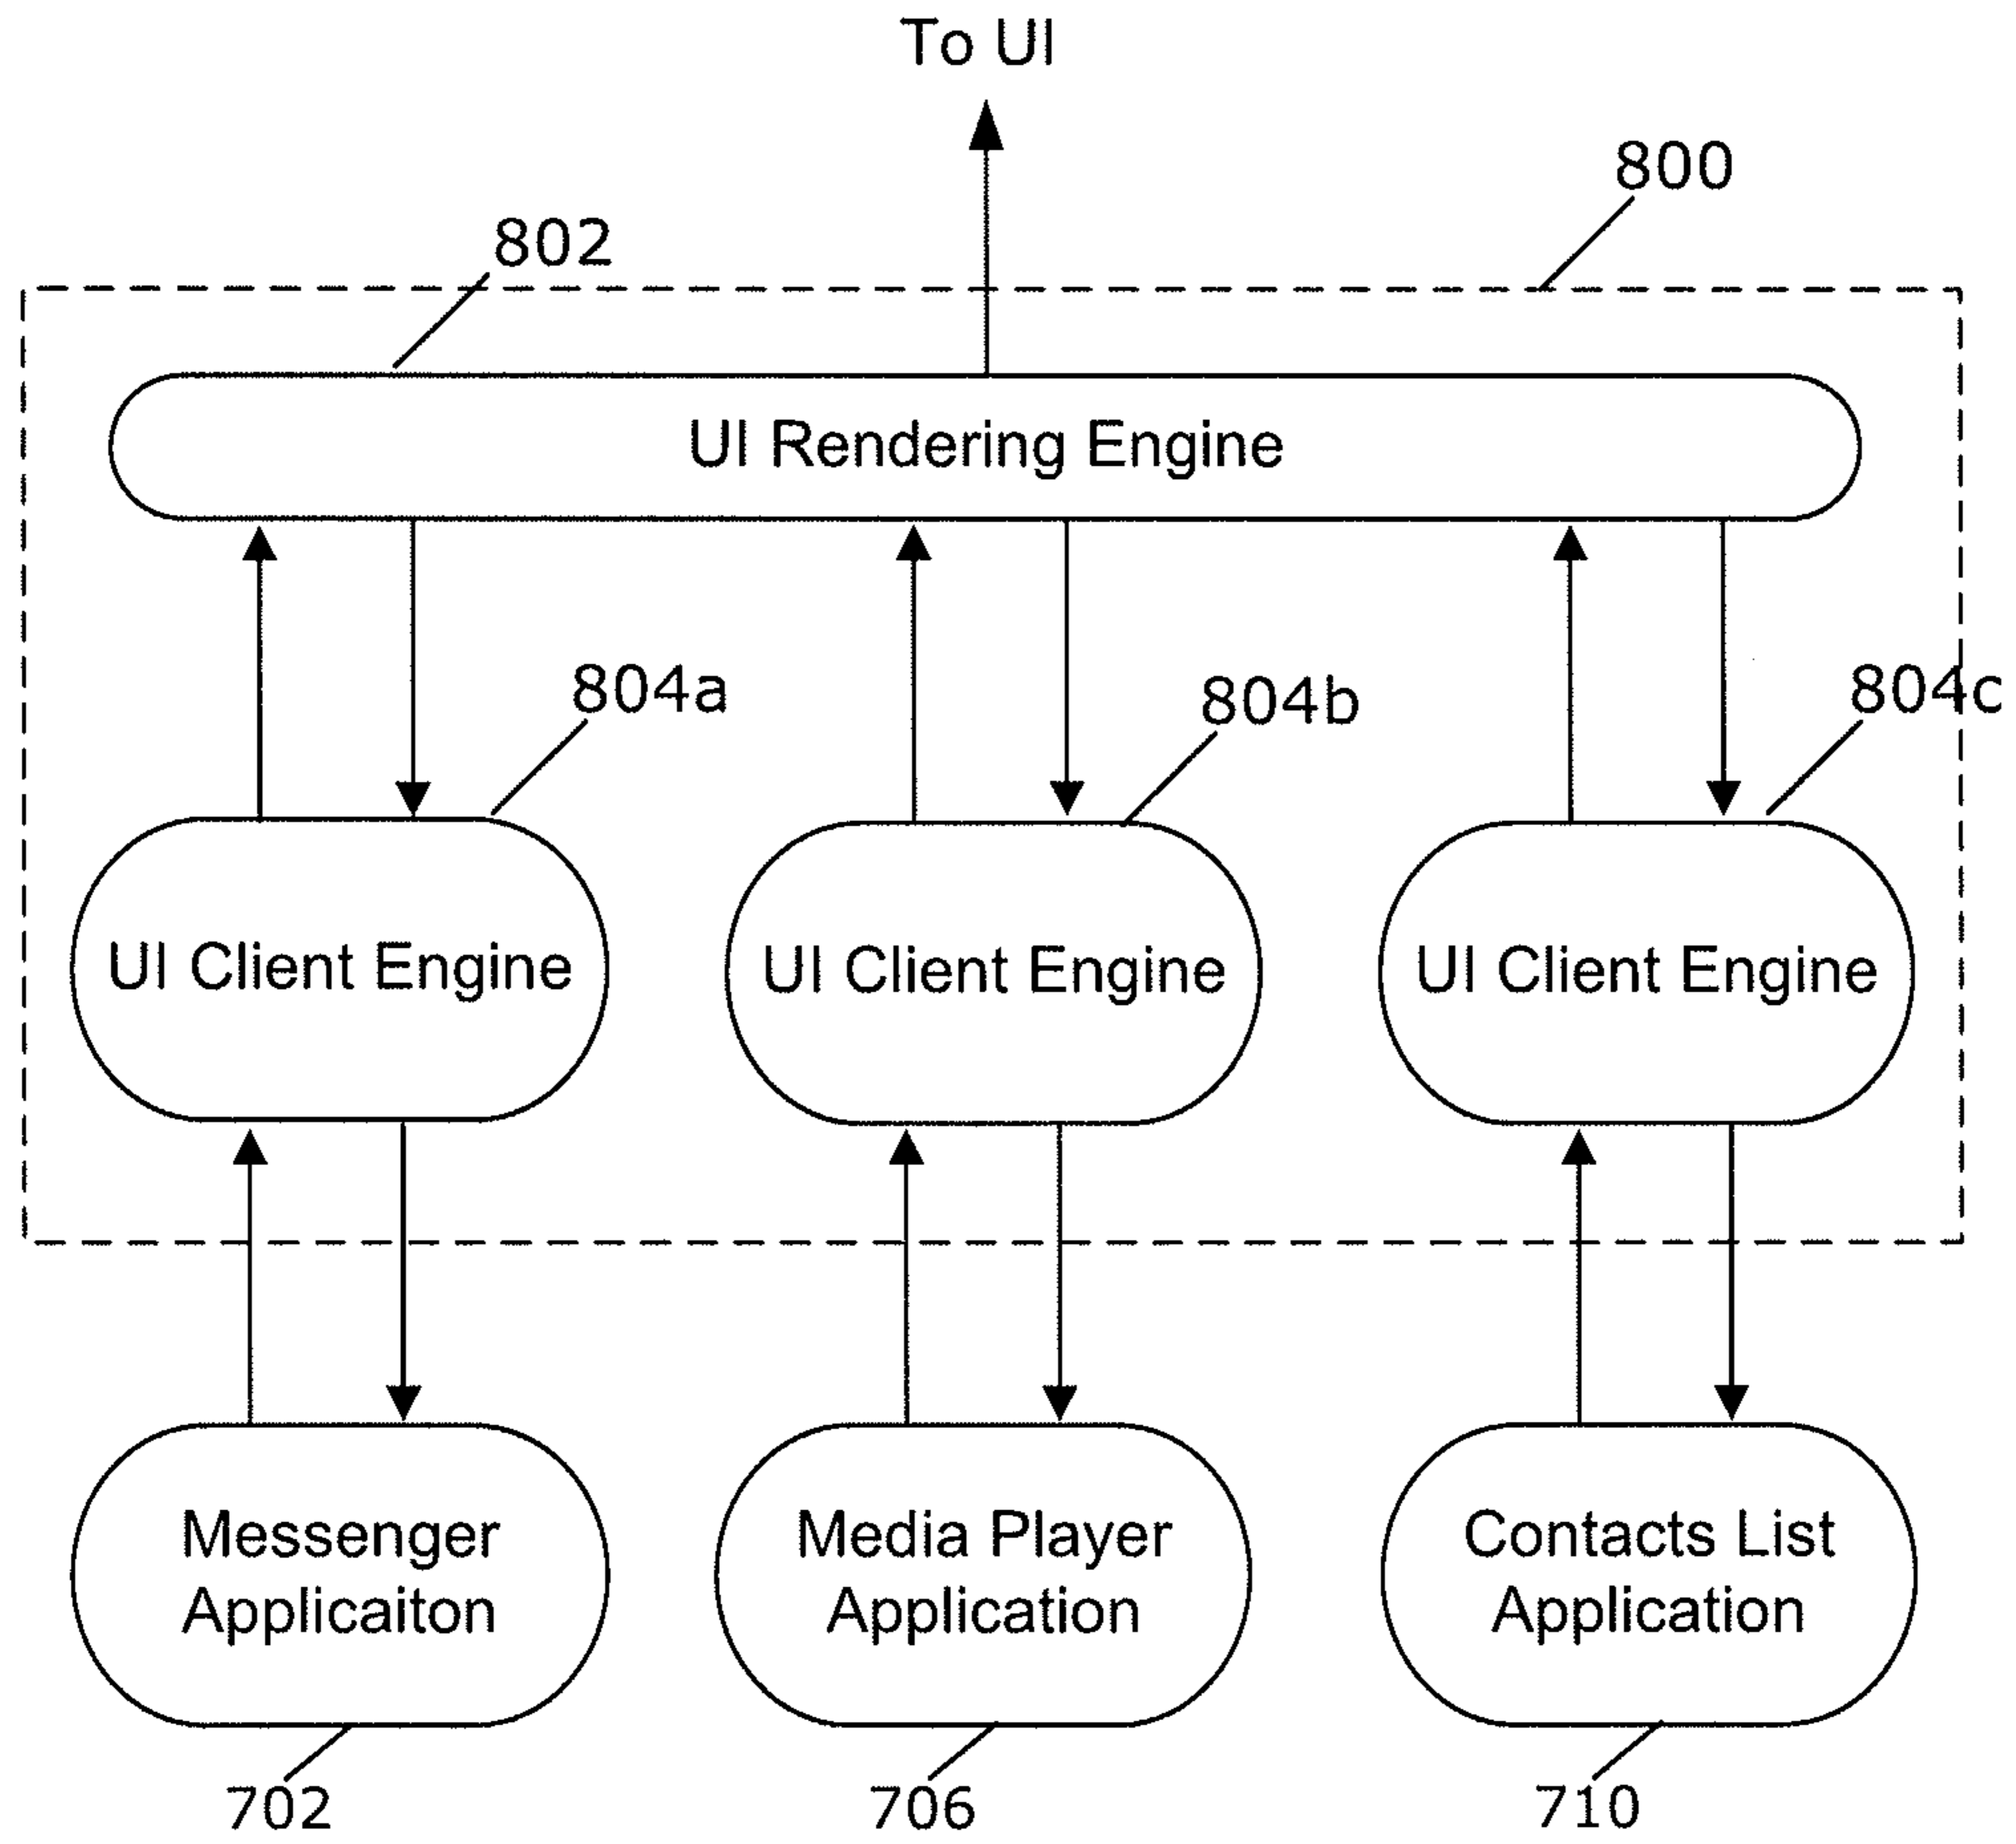 To UI
800
802
UI Rendering Engine
804a
804b
804c
UI Client Engine
UI Client Engine
UI Client Engine
Messenger
Applicaiton
Media Player
Application
Contacts List
Application
702
706
710